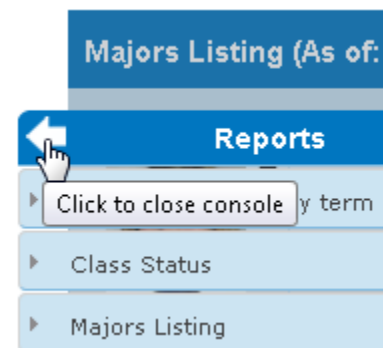 Majors Listing (As of:
Reports
Click to close console y term
Class Status
Majors Listing